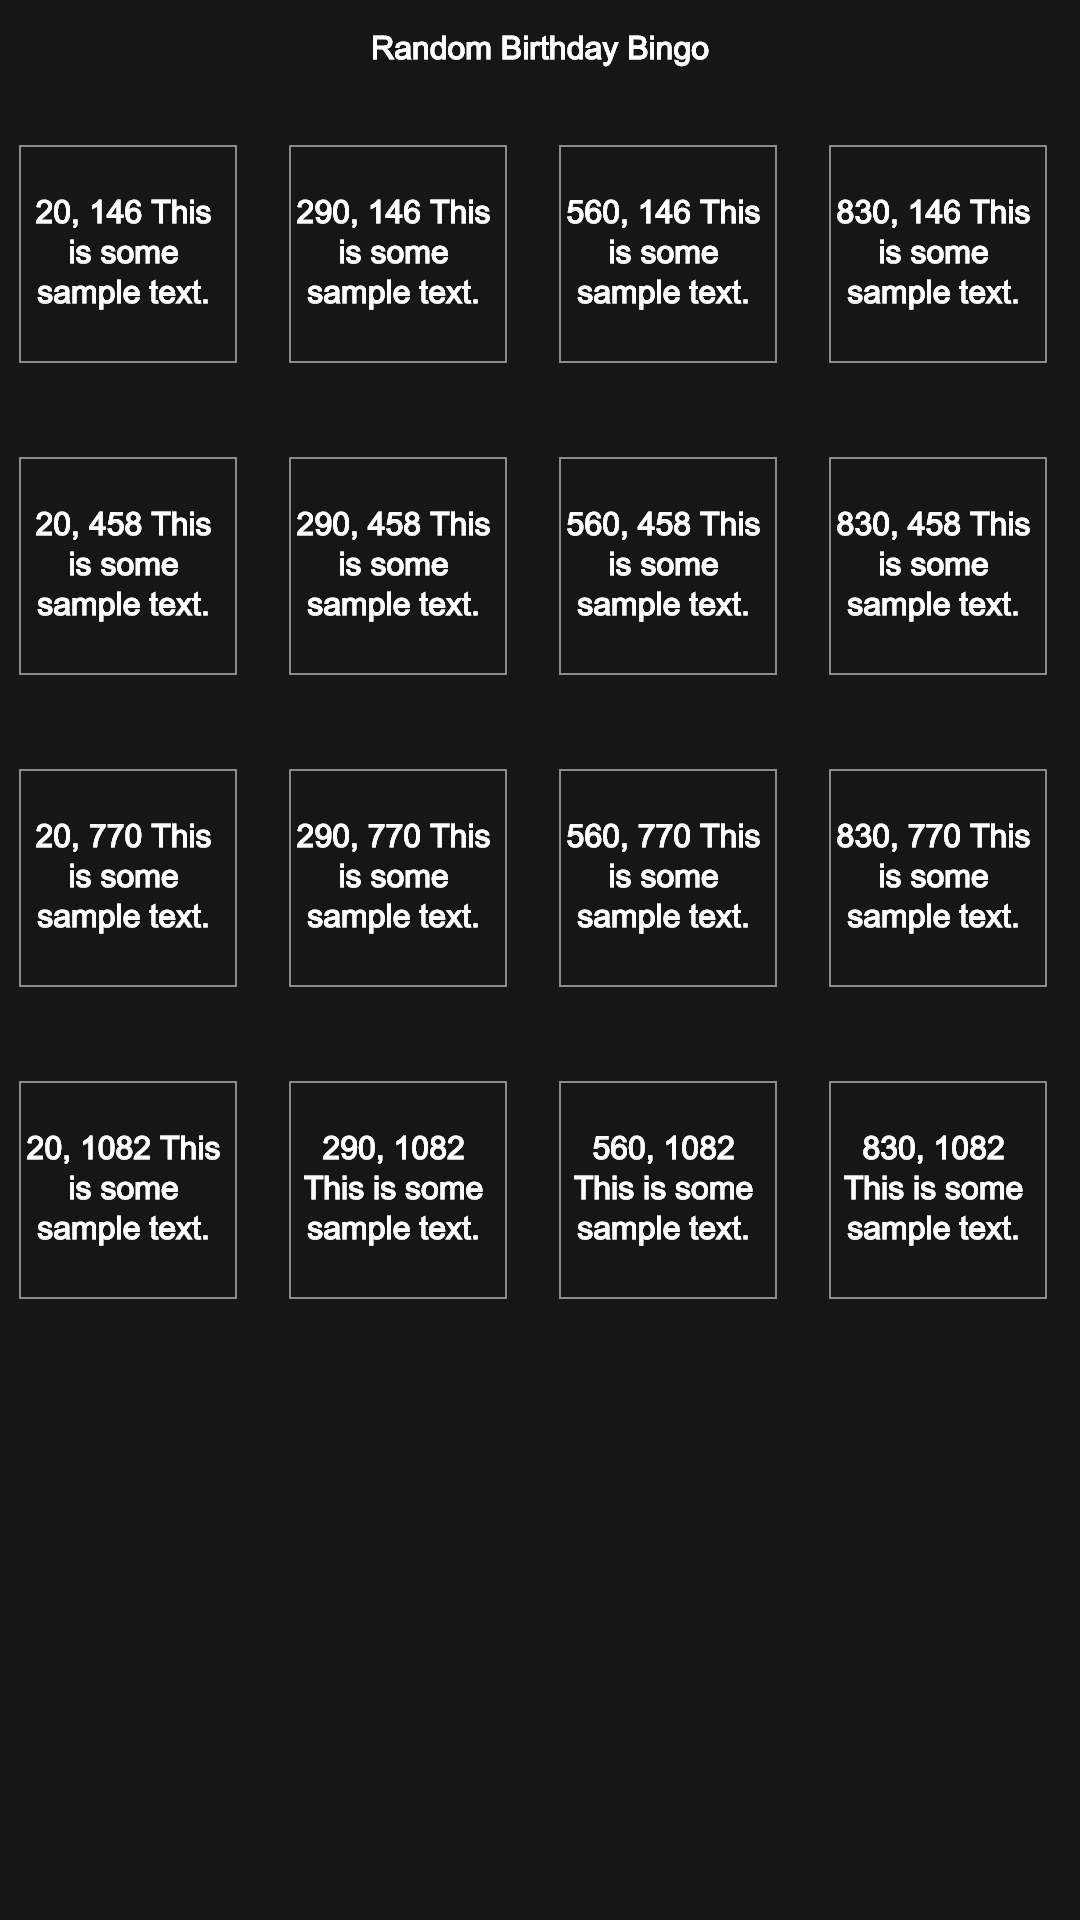 Random Birthday Bingo
20, 146 This
is some
sample text.
290, 146 This
is some
sample text.
560, 146 This
is some
sample text.
830, 146 This
is some
sample text.
20, 458 This
is some
sample text.
290, 458 This
is some
sample text.
560, 458 This
is some
sample text.
830, 458 This
is some
sample text.
20, 770 This
is some
sample text.
290, 770 This
is some
sample text.
560, 770 This
is some
sample text.
830, 770 This
is some
sample text.
20, 1082 This
is some
sample text.
290, 1082
This is some
sample text.
560, 1082
This is some
sample text.
830, 1082
This is some
sample text.